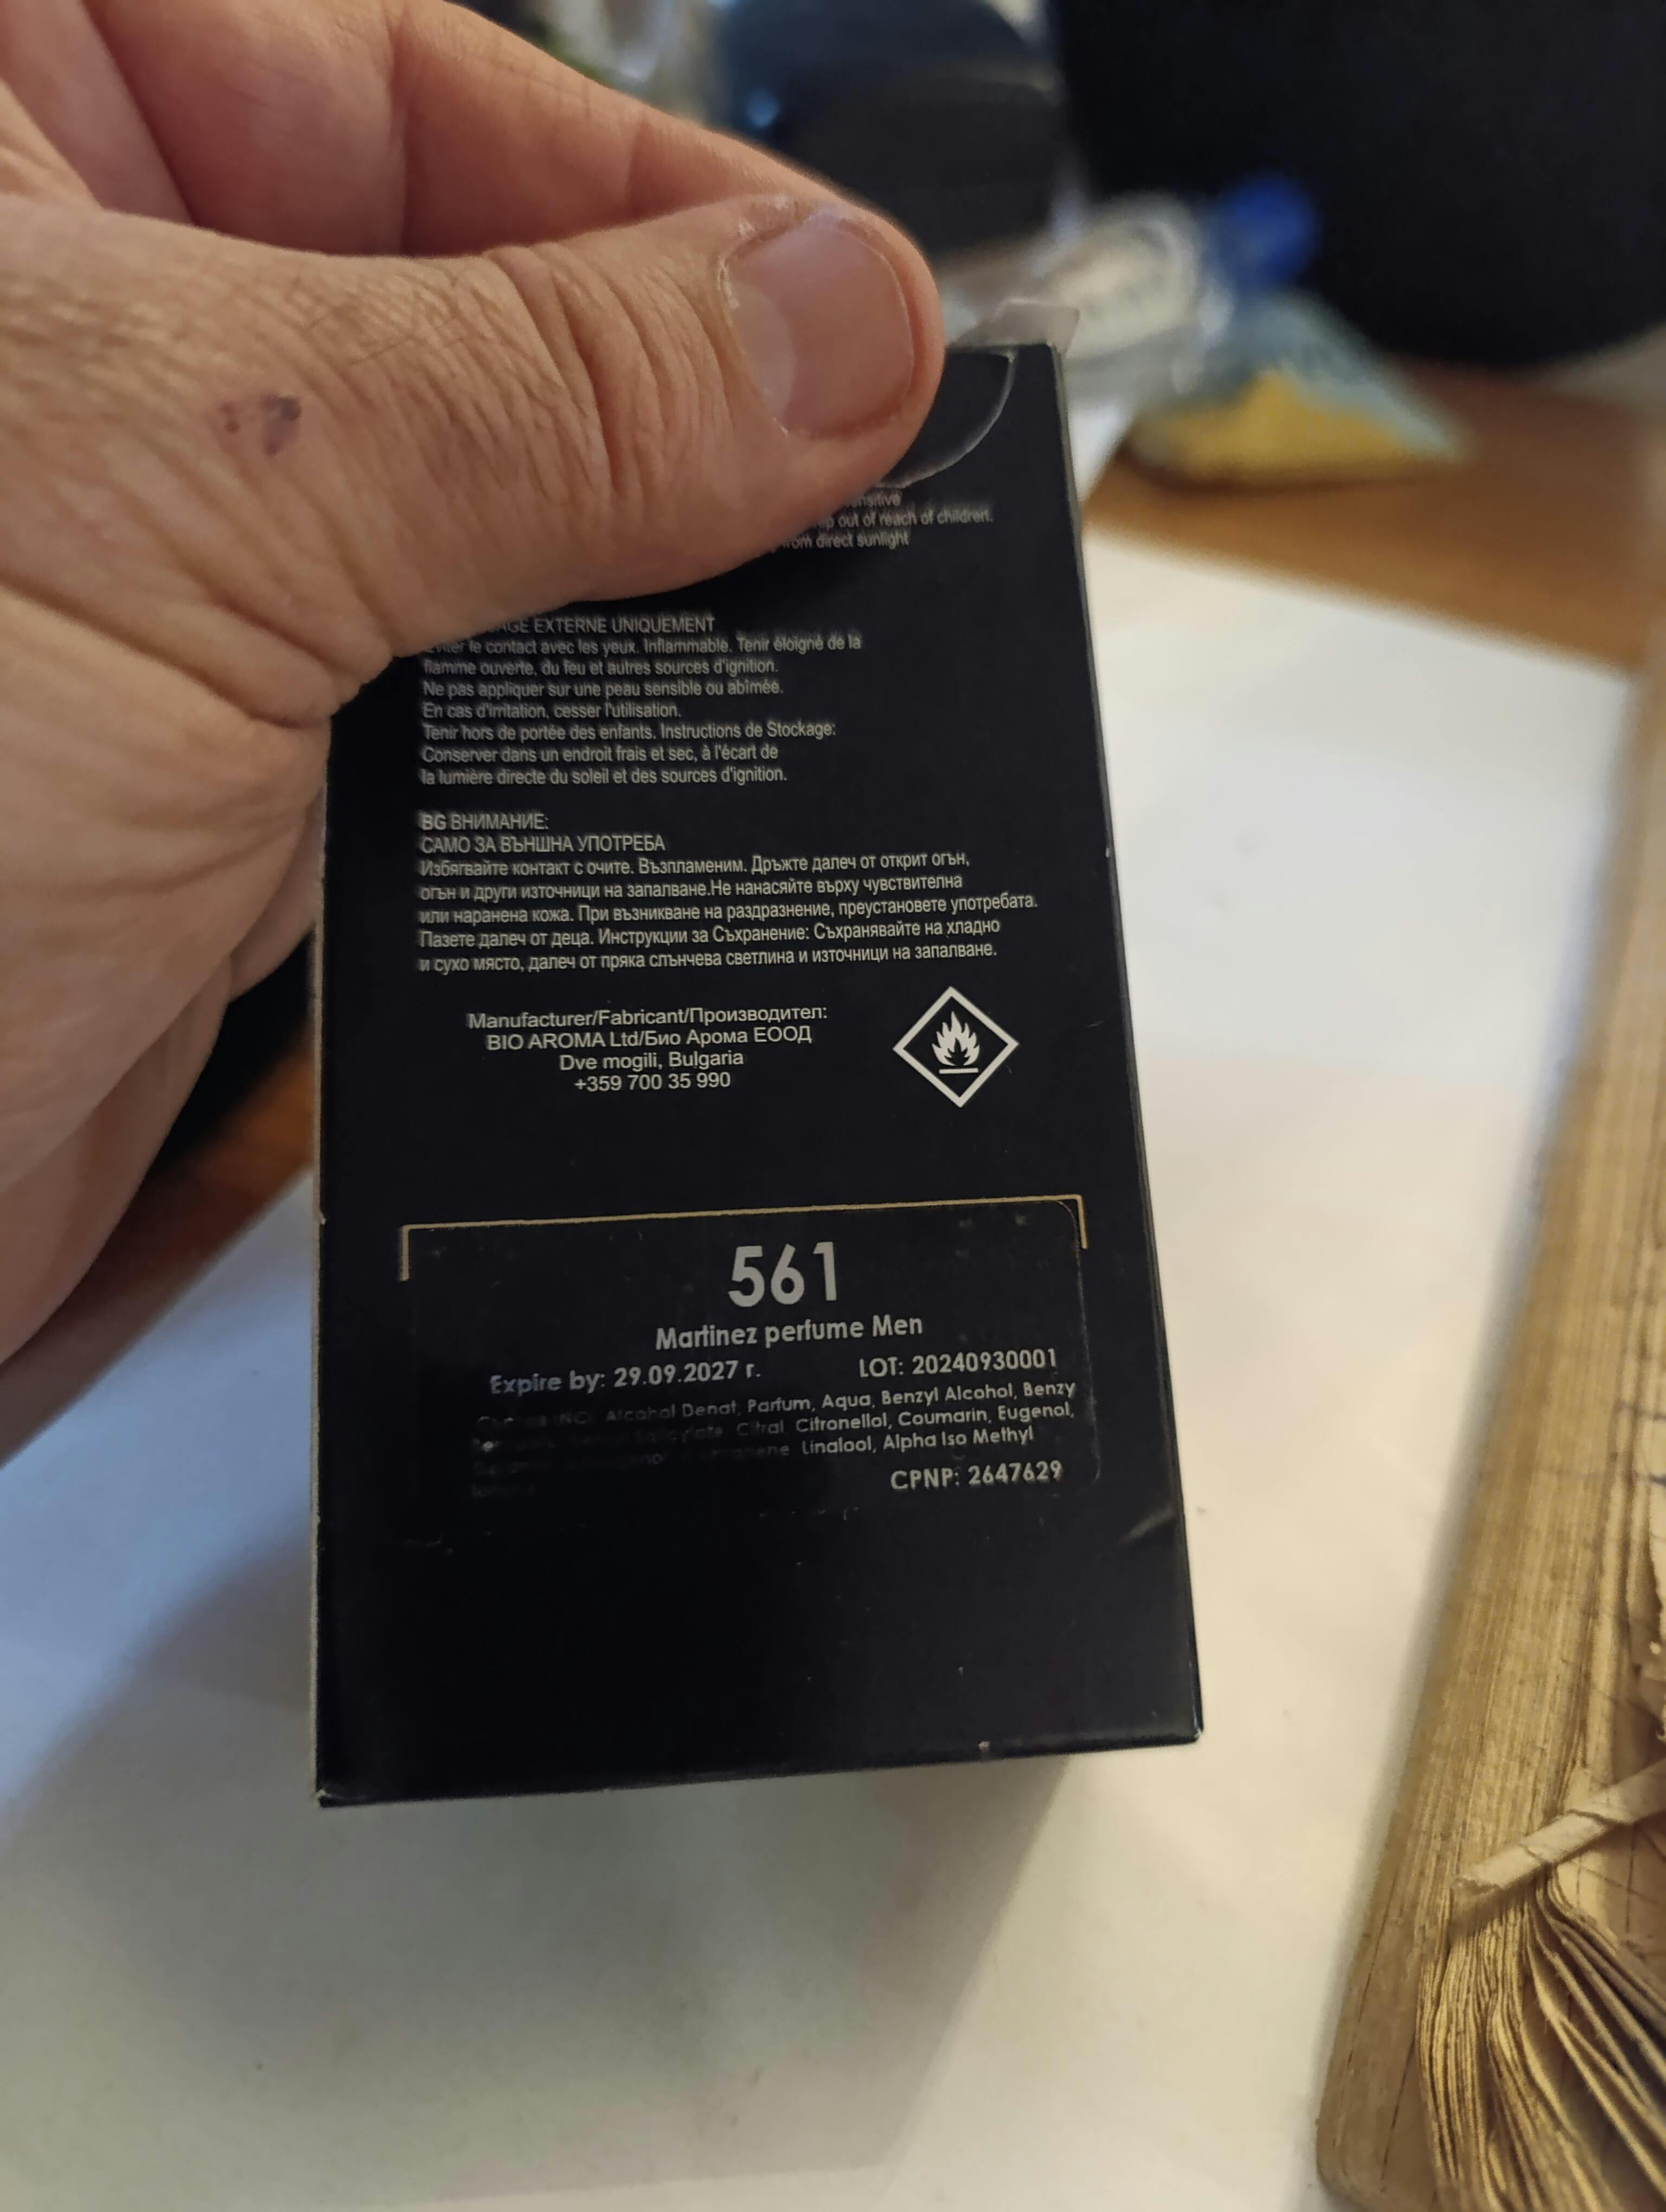 out of reach of children.
direct sunlight
EXTERNE UNIQUEMENT
le contact avec les yeux. Inflammable. Tenir éloigné de la
flamme ouverte, du feu et autres sources d'ignition.
Ne pas appliquer sur une peau sensible ou abîmée.
En cas d'irritation, cesser l'utilisation.
Tenir hors de portée des enfants. Instructions de Stockage:
Conserver dans un endroit frais et sec, à l'écart de
la lumière directe du soleil et des sources d'ignition.
BG ВНИМАНИЕ:
САМО ЗА ВЪНШНА УПОТРЕБА
Избягвайте контакт с очите. Възпламеним. Дръжте далеч от открит огън,
огън и други източници на запалване.Не нанасяйте върху чувствителна
или наранена кожа. При възникване на раздразнение, преустановете употребата.
Пазете далеч от деца. Инструкции за Съхранение: Съхранявайте на хладно
и сухо място, далеч от пряка слънчева светлина и източници на запалване.
Manufacturer/Fabricant/Производител:
BIO AROMA Ltd/Био Арома ЕООД
Dve mogili, Bulgaria
+359 700 35 990
561
Martinez perfume Men
Expire by: 29.09.2027 г. LOT: 20240930001
Alcohol Denat, Parfum, Aqua, Benzyl Alcohol, Benzy
Citral, Citronellol, Coumarin, Eugenol,
Linalool, Alpha Iso Methyl
CPNP: 2647629